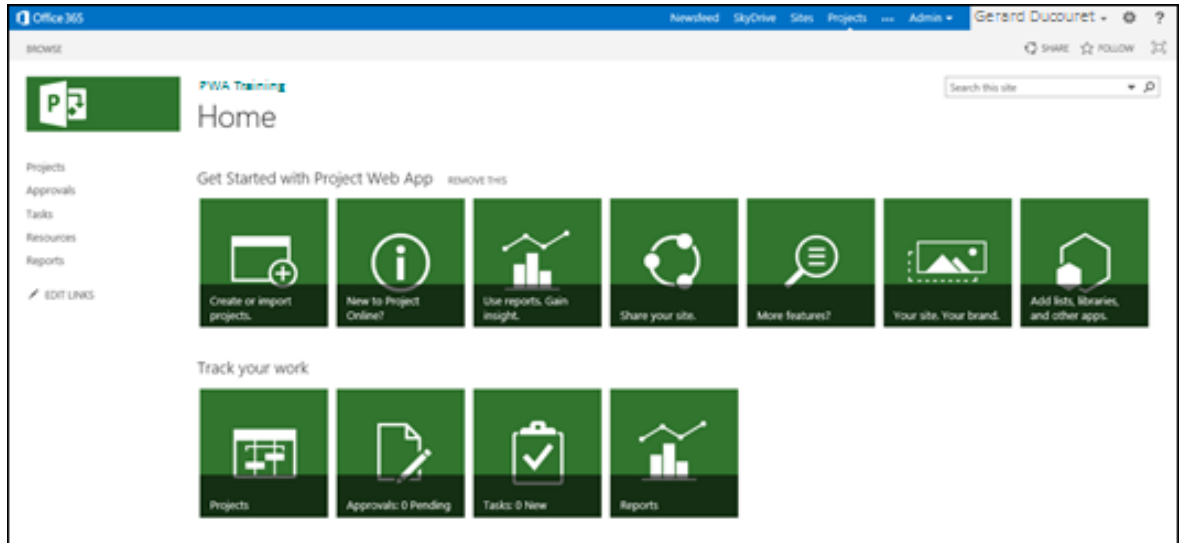 Office 365
Newsfeed SkyDrive Sites Projects ••• Admin Gerard Ducouret ?
BROWSE
SHARE FOLLOW
P
PWA Training
Search this site
Home
Projects
Approvals
Tasks
Resources
Reports
EDIT LINKS
Get Started with Project Web App REMOVE THIS
Create or import
projects.
New to Project
Online?
Use reports. Gain
insight.
Share your site.
More features?
Your site. Your brand.
Add lists, libraries,
and other apps.
Track your work
Projects
Approvals: 0 Pending
Tasks: 0 New
Reports